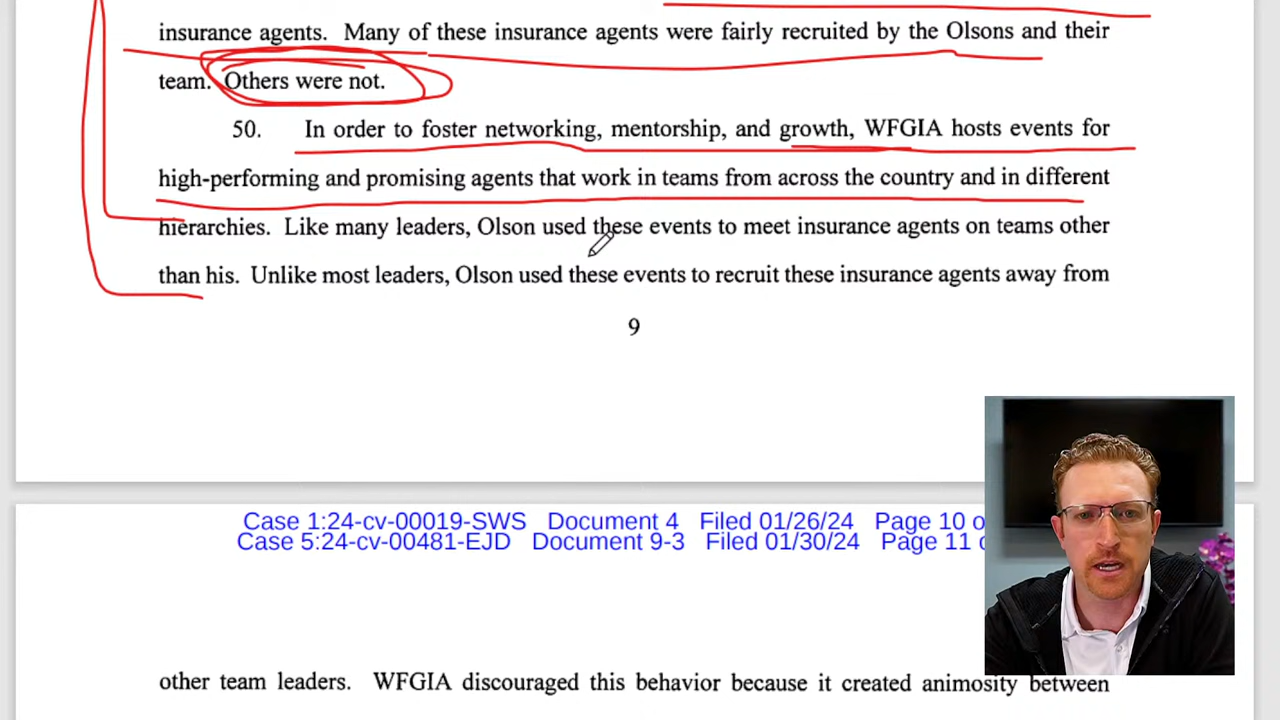 insurance agents. Many of these insurance agents were fairly recruited by the Olsons and their
team. Others were not.
50. In order to foster networking, mentorship, and growth, WFGIA hosts events for
high-performing and promising agents that work in teams from across the country and in different
hierarchies. Like many leaders, Olson used these events to meet insurance agents on teams other
than his. Unlike most leaders, Olson used these events to recruit these insurance agents away from
9
Case 1:24-cv-00019-SWS Document 4 Filed 01/26/24 Page 10 o
Case 5:24-cv-00481-EJD Document 9-3 Filed 01/30/24 Page 11 o
other team leaders. WFGIA discouraged this behavior because it created animosity between